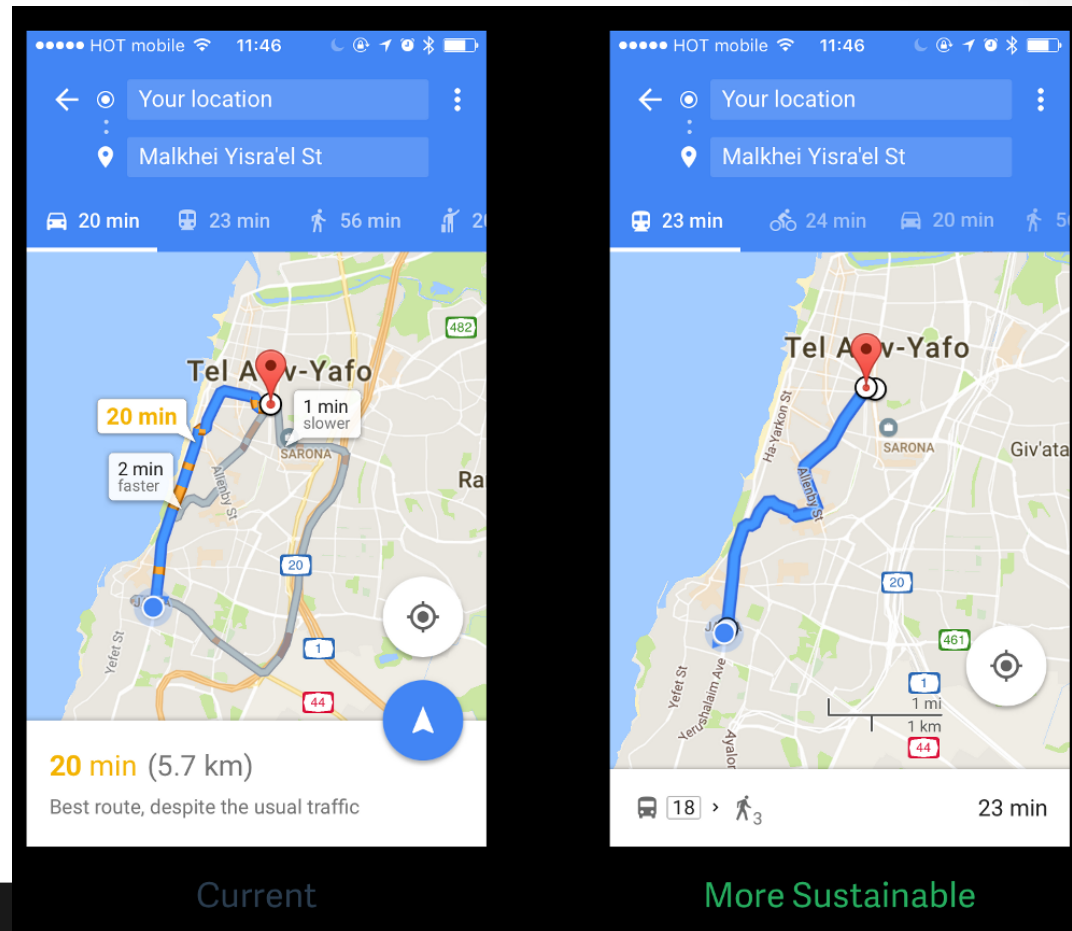 HOT mobile 11:46
Your location
Malkhei Yisra'el St
20 min 23 min 56 min
482
Tel Aviv-Yafo
20 min
1 min
slower
2 min
faster
SARONA
Allenby St
Ra
20
Yefet St
1
44
20 min (5.7 km)
Best route, despite the usual traffic
Current
HOT mobile 11:46
Your location
Malkhei Yisra'el St
23 min 24 min 20 min
Tel Aviv-Yafo
Ha-Yarkon St
SARONA
Giv'ata
Allenby St
20
461
Yefet St
Yerushalaim Ave
Ayalon
1
1 mi
1 km
44
18 > 3 23 min
More Sustainable